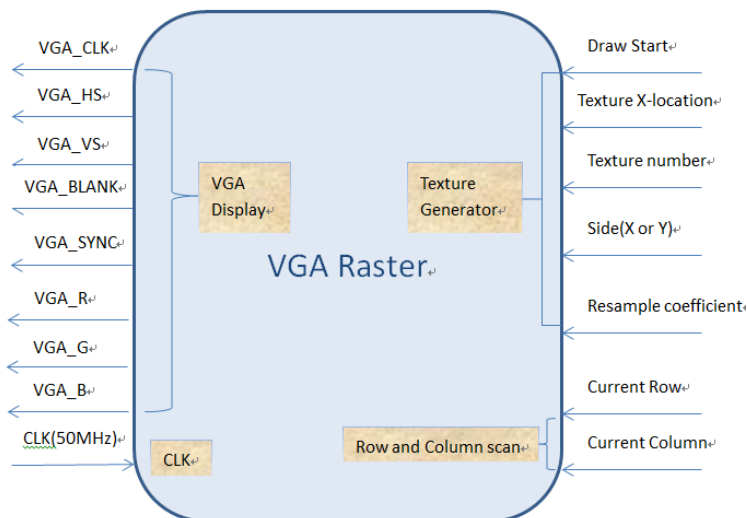 VGA_CLK
VGA_HS
VGA_VS
VGA_BLANK
VGA_SYNC
VGA_R
VGA_G
VGA_B
CLK(50MHz)
VGA
Display
CLK
VGA Raster
Texture
Generator
Row and Column scan
Draw Start
Texture X-location
Texture number
Side(X or Y)
Resample coefficient
Current Row
Current Column